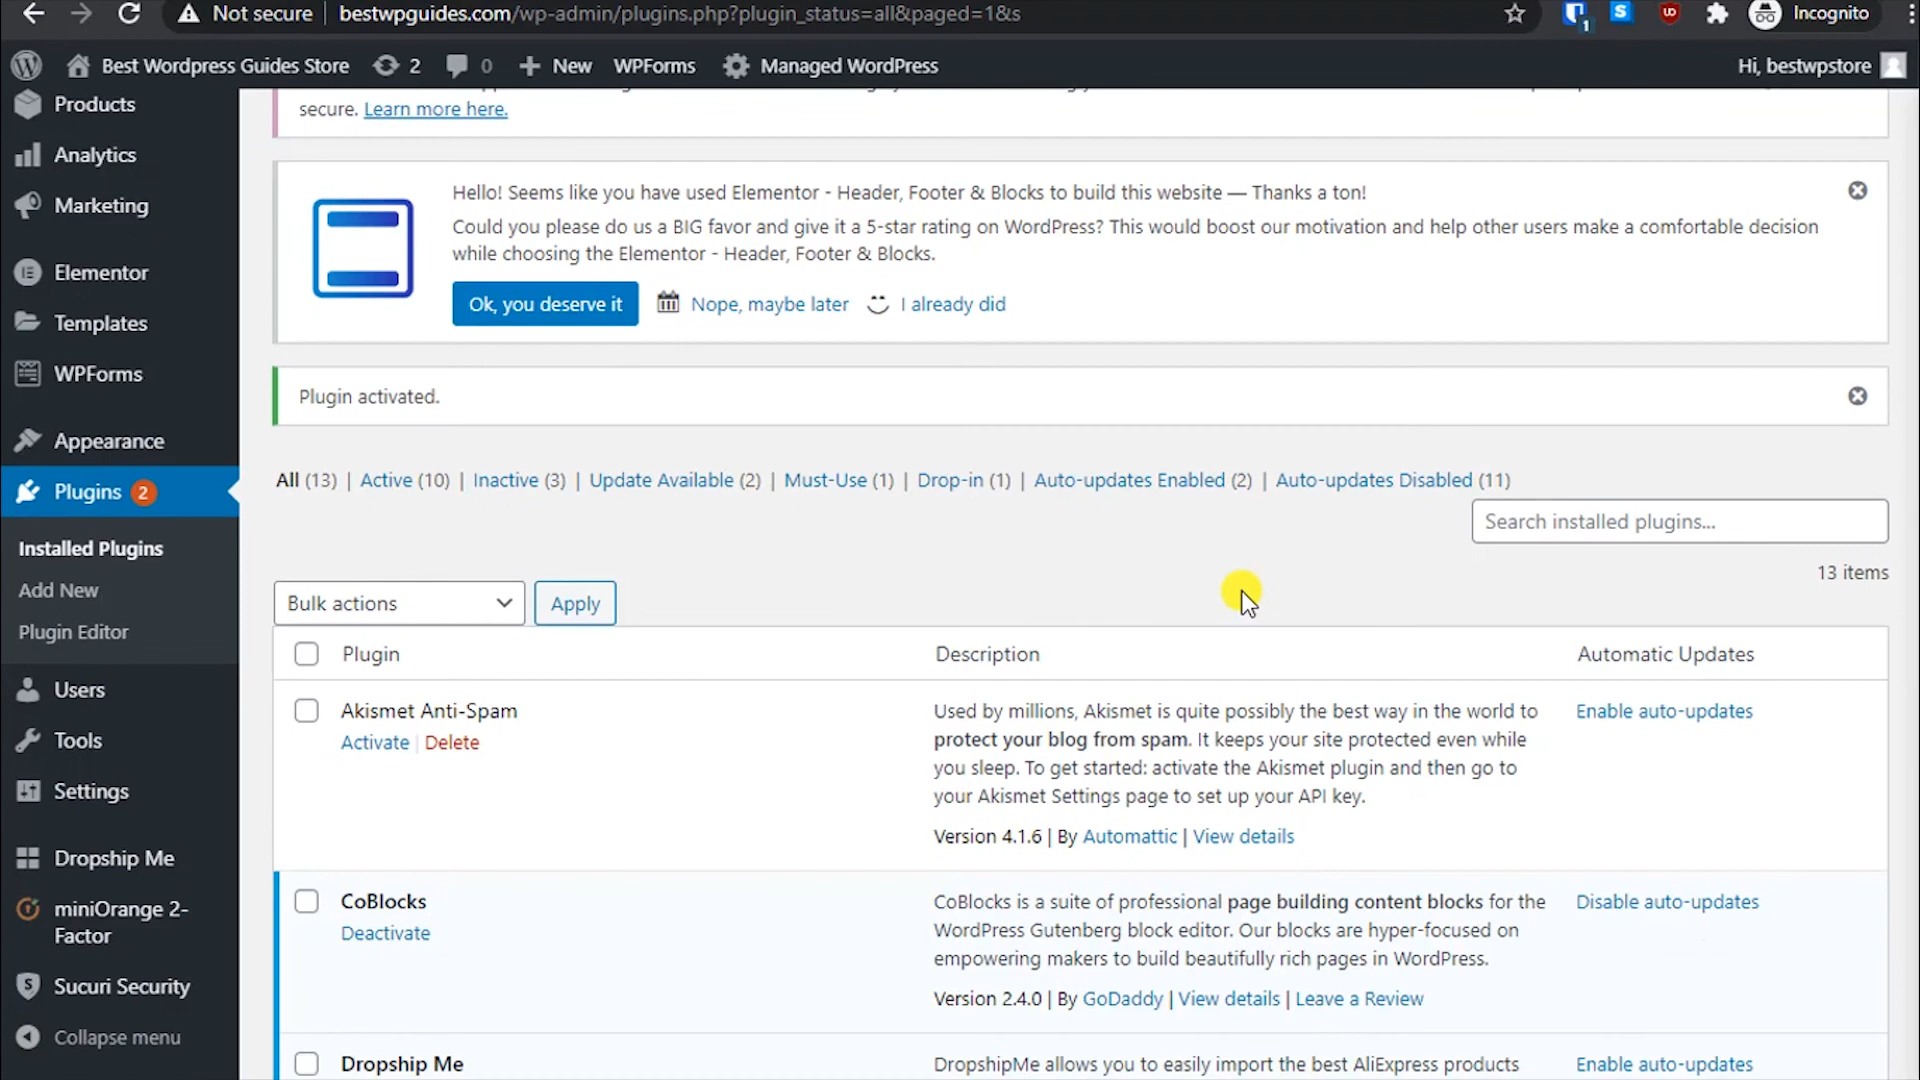 Not secure bestwpguides.com/wp-admin/plugins.php?plugin_status=all&paged=1&s
1
S
UD
Incognito
Best Wordpress Guides Store 2 0 New WPForms Managed WordPress Hi, bestwpstore
Products
Analytics
Marketing
Elementor
Templates
WPForms
Appearance
Plugins 2
Installed Plugins
Add New
Plugin Editor
Users
Tools
Settings
Dropship Me
miniOrange 2-
Factor
Sucuri Security
Collapse menu
secure. Learn more here.
Hello! Seems like you have used Elementor - Header, Footer & Blocks to build this website — Thanks a ton!
Could you please do us a BIG favor and give it a 5-star rating on WordPress? This would boost our motivation and help other users make a comfortable decision
while choosing the Elementor - Header, Footer & Blocks.
Ok, you deserve it Nope, maybe later I already did
Plugin activated.
All (13) | Active (10) | Inactive (3) | Update Available (2) | Must-Use (1) | Drop-in (1) | Auto-updates Enabled (2) | Auto-updates Disabled (11)
Search installed plugins...
13 items
Bulk actions Apply
Plugin Description Automatic Updates
Akismet Anti-Spam
Activate | Delete
Used by millions, Akismet is quite possibly the best way in the world to
protect your blog from spam. It keeps your site protected even while
you sleep. To get started: activate the Akismet plugin and then go to
your Akismet Settings page to set up your API key.
Version 4.1.6 | By Automattic | View details
Enable auto-updates
CoBlocks
Deactivate
CoBlocks is a suite of professional page building content blocks for the
WordPress Gutenberg block editor. Our blocks are hyper-focused on
empowering makers to build beautifully rich pages in WordPress.
Version 2.4.0 | By GoDaddy | View details | Leave a Review
Disable auto-updates
Dropship Me
DropshipMe allows you to easily import the best AliExpress products
Enable auto-updates